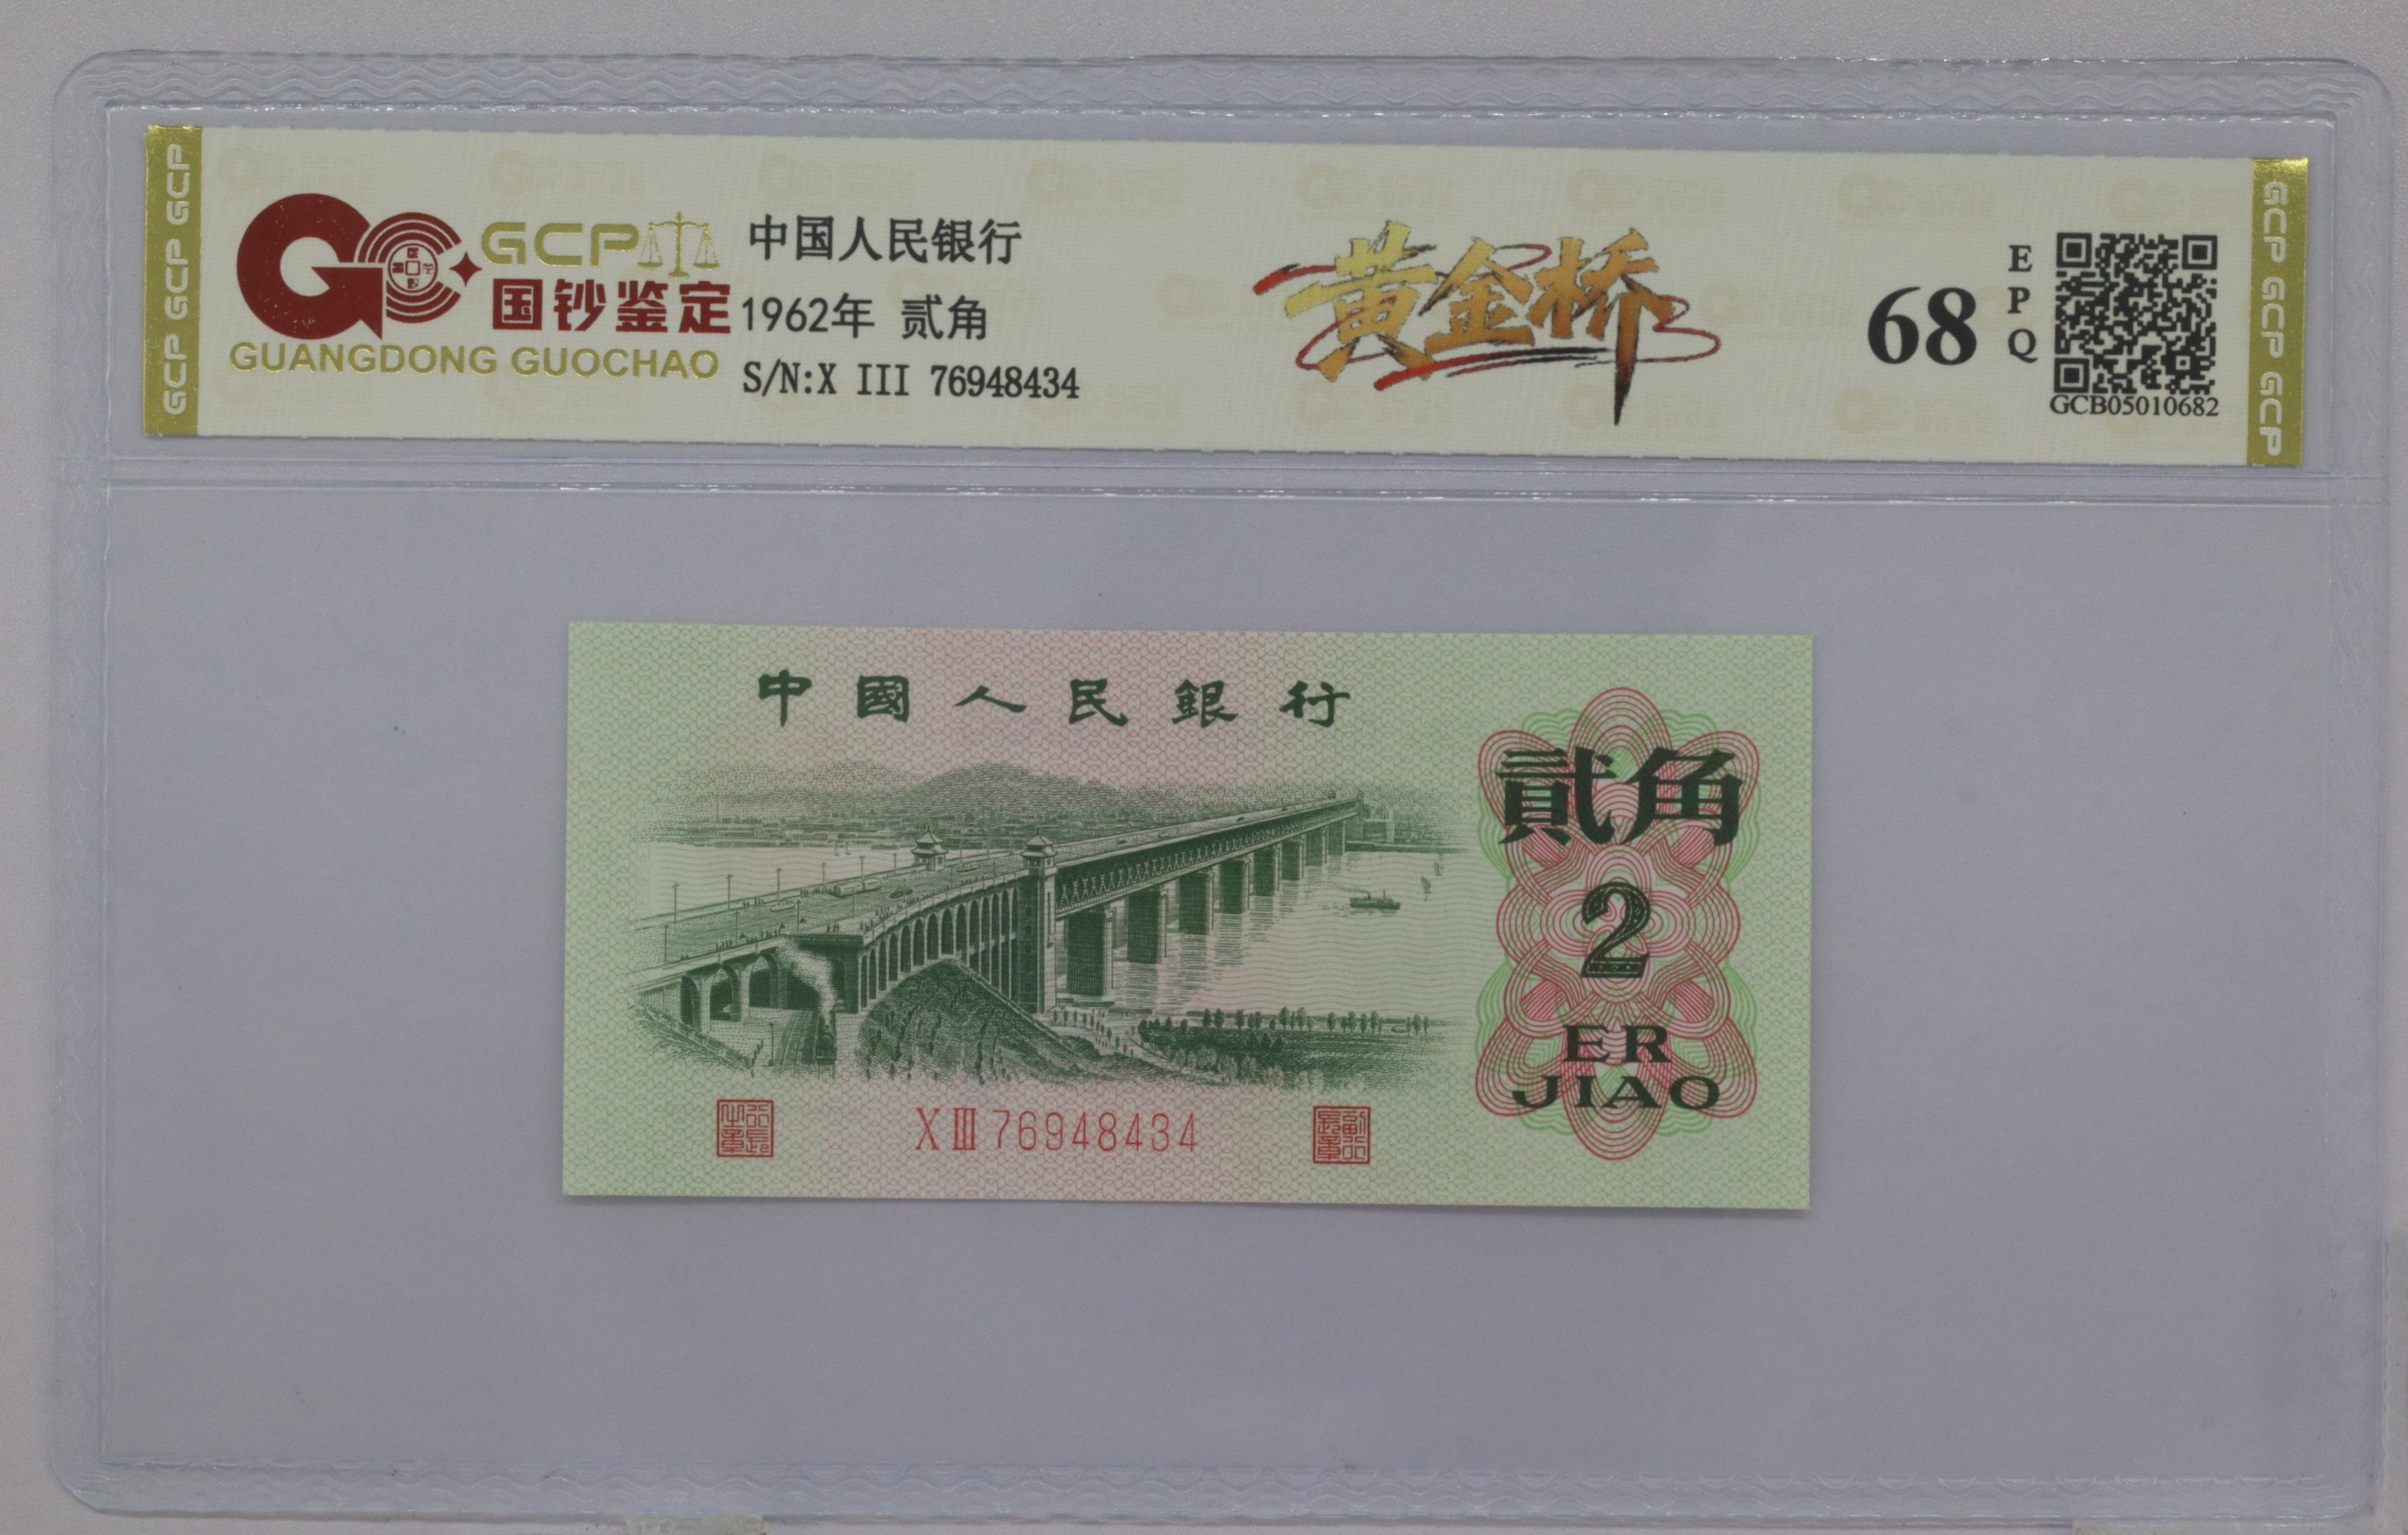 GCP GCP GCP
GCP
国钞鉴定
GUANGDONG GUOCHAO
中国人民银行
1962年 贰角
S/N:X III 76948434
黄金桥
68
EPQ
GCB05010682
GCP GCP GCP
中國人民銀行
貳角
2
ER
JIAO
X III 76948434